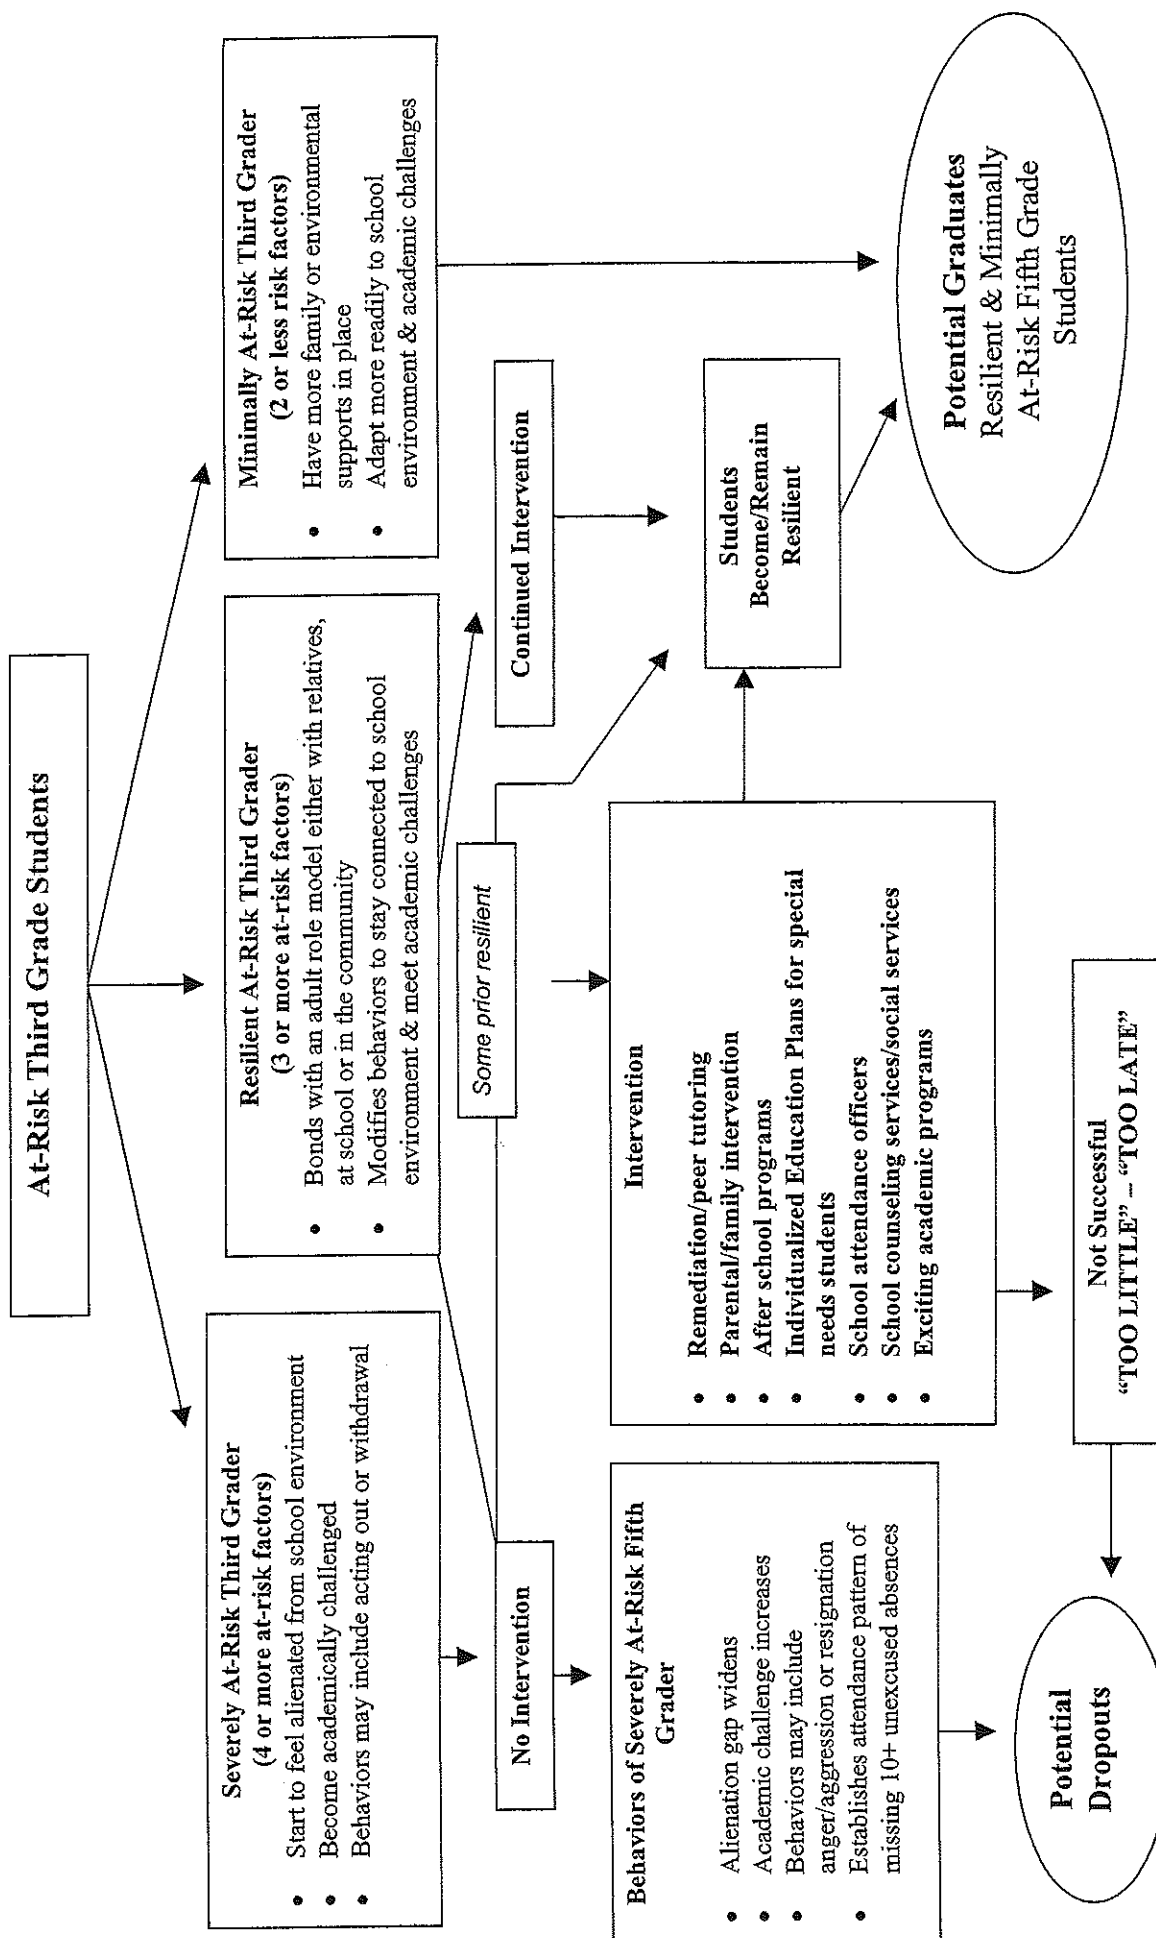 At-Risk Third Grade Students
Severely At-Risk Third Grader
(4 or more at-risk factors)
• Start to feel alienated from school environment
• Become academically challenged
• Behaviors may include acting out or withdrawal
Resilient At-Risk Third Grader
(3 or more at-risk factors)
• Bonds with an adult role model either with relatives,
at school or in the community
• Modifies behaviors to stay connected to school
environment & meet academic challenges
Minimally At-Risk Third Grader
(2 or less risk factors)
• Have more family or environmental
supports in place
• Adapt more readily to school
environment & academic challenges
No Intervention
Some prior resilient
Continued Intervention
Behaviors of Severely At-Risk Fifth
Grader
• Alienation gap widens
• Academic challenge increases
• Behaviors may include
anger/aggression or resignation
• Establishes attendance pattern of
missing 10+ unexcused absences
Intervention
• Remediation/peer tutoring
• Parental/family intervention
• After school programs
• Individualized Education Plans for special
needs students
• School attendance officers
• School counseling services/social services
• Exciting academic programs
Students
Become/Remain
Resilient
Not Successful
“TOO LITTLE” – “TOO LATE”
Potential
Dropouts
Potential Graduates
Resilient & Minimally
At-Risk Fifth Grade
Students